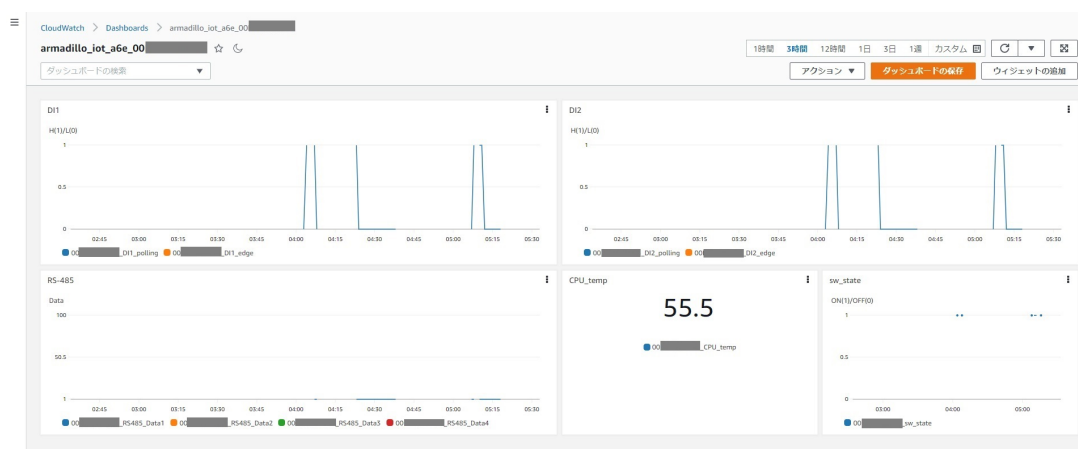 CloudWatch > Dashboards > armadillo_iot_a6e_00
armadillo_iot_a6e_00
1時間 3時間 12時間 1日 3日 1週 カスタム
ダッシュボードの検索
アクション ダッシュボードの保存 ウィジェットの追加
DI1
H(1)/L(0)
1
0.5
0
02:45 03:00 03:15 03:30 03:45 04:00 04:15 04:30 04:45 05:00 05:15 05:30
00 _DI1_polling 00 _DI1_edge
DI2
H(1)/L(0)
1
0.5
0
02:45 03:00 03:15 03:30 03:45 04:00 04:15 04:30 04:45 05:00 05:15 05:30
00 _DI2_polling 00 _DI2_edge
RS-485
Data
100
50.5
1
02:45 03:00 03:15 03:30 03:45 04:00 04:15 04:30 04:45 05:00 05:15 05:30
00 _RS485_Data1 00 _RS485_Data2 00 _RS485_Data3 00 _RS485_Data4
CPU_temp
55.5
00 _CPU_temp
sw_state
ON(1)/OFF(0)
1
0.5
0
03:00 04:00 05:00
00 _sw_state